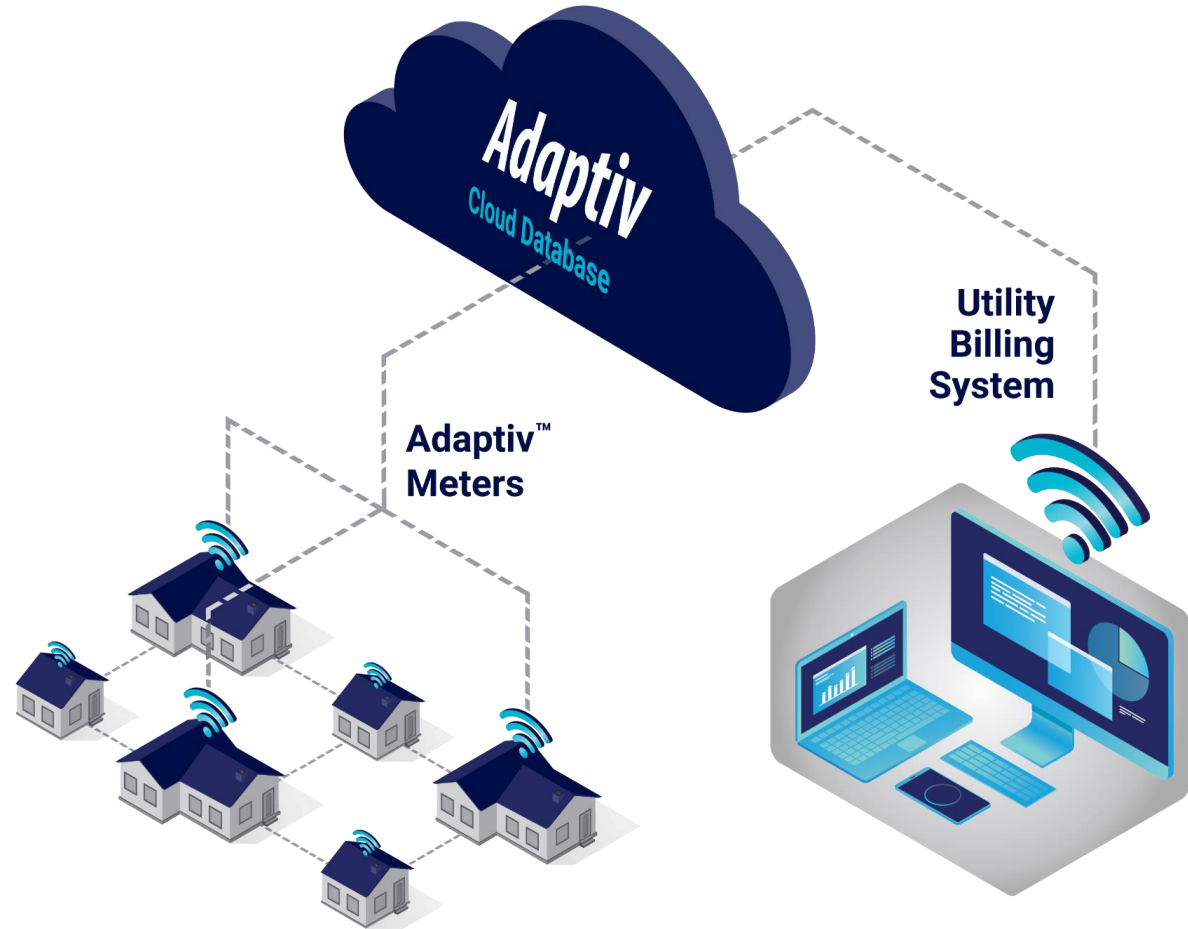 Adaptiv
Cloud Database
Utility
Billing
System
Adaptiv™
Meters